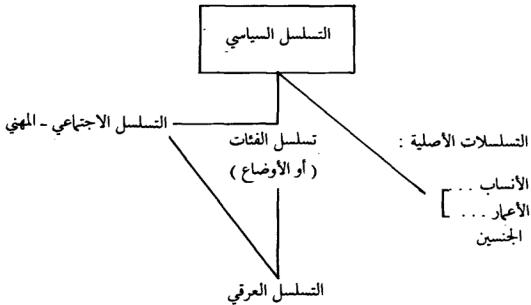 التسلسل السياسي
التسلسل الاجتماعي - المهني
تسلسل الفئات
( أو الأوضاع )
التسلسلات الأصلية :
الأنساب ...
الأعمار ...
الجنسين
التسلسل العرقي